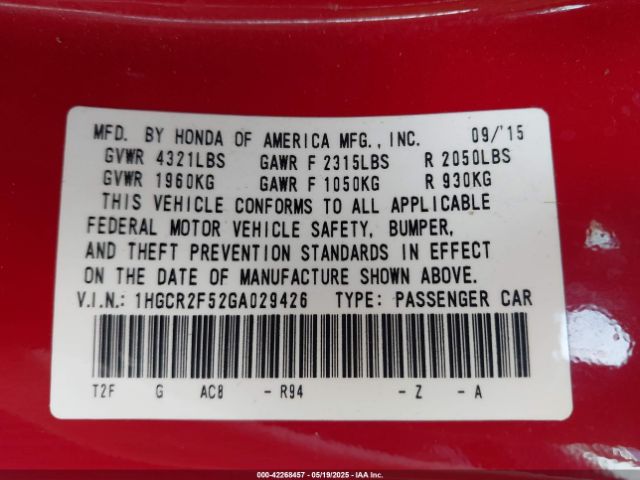 MFD. BY HONDA OF AMERICA MFG., INC. 09/'15
GVWR 4321LBS GAWR F 2315LBS R 2050LBS
GVWR 1960KG GAWR F 1050KG R 930KG
THIS VEHICLE CONFORMS TO ALL APPLICABLE
FEDERAL MOTOR VEHICLE SAFETY, BUMPER,
AND THEFT PREVENTION STANDARDS IN EFFECT
ON THE DATE OF MANUFACTURE SHOWN ABOVE.
V.I.N.: 1HGCR2F52GA029426 TYPE: PASSENGER CAR
T2F G AC8 - R94 - Z - A
000-42268457 - 05/19/2025 - IAA Inc.